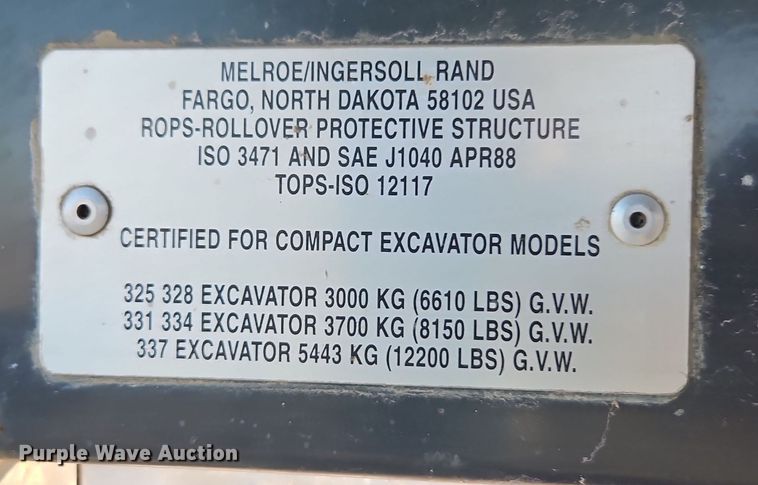 MELROE/INGERSOLL RAND
FARGO, NORTH DAKOTA 58102 USA
ROPS-ROLLOVER PROTECTIVE STRUCTURE
ISO 3471 AND SAE J1040 APR88
TOPS-ISO 12117
CERTIFIED FOR COMPACT EXCAVATOR MODELS
325 328 EXCAVATOR 3000 KG (6610 LBS) G.V.W.
331 334 EXCAVATOR 3700 KG (8150 LBS) G.V.W.
337 EXCAVATOR 5443 KG (12200 LBS) G.V.W.
Purple Wave Auction